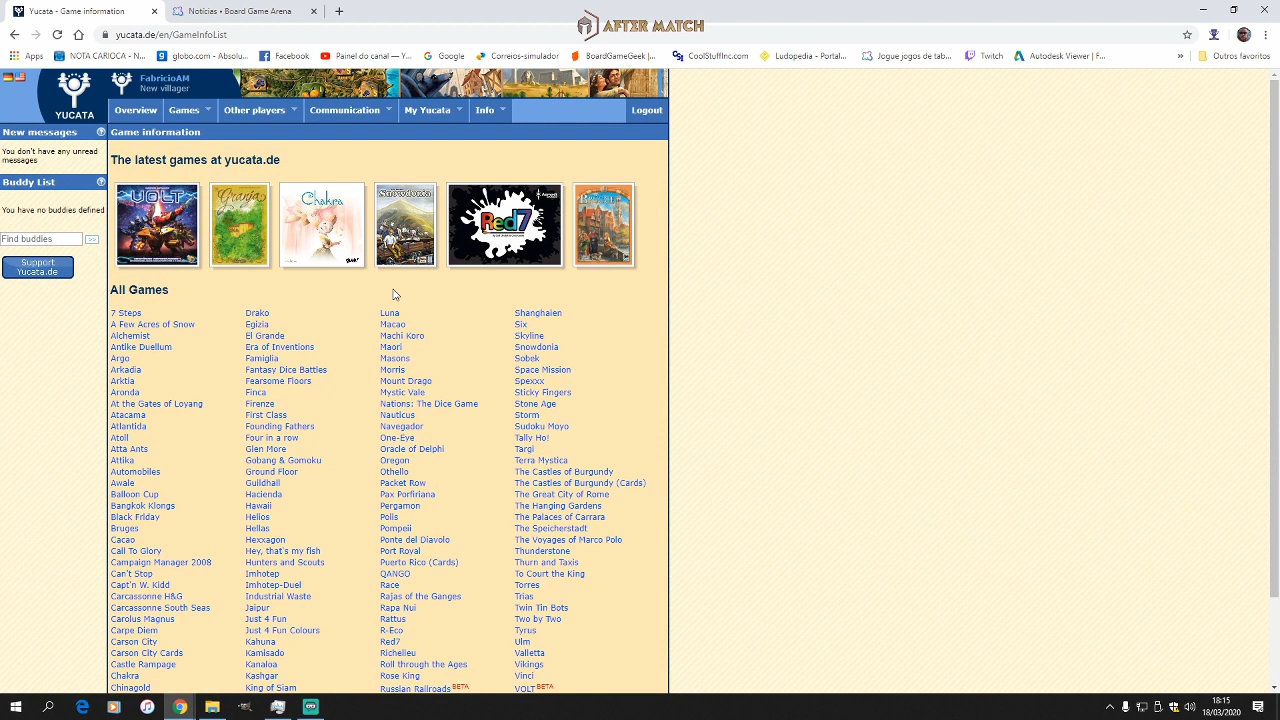 Yucata - Grenzenloses
Notícias - Board Game Arena
AFTER MATCH
yucata.de/en/GameInfoList
Apps
NOTA CARIOCA - E...
globo.com - Absolu...
Facebook
Painel do canal —...
Google
Correios-simulador
BoardGameGeek |...
CoolStuffInc.com
Ludopedia - Portal...
Jogue jogos de tab...
Twitch
Autodesk Viewer | F...
Outros favoritos
FabricioAM
New villager
YUCATA
Overview
Games
Other players
Communication
My Yucata
Info
Logout
New messages
Game information
You don't have any unread
messages
The latest games at yucata.de
Buddy List
You have no buddies defined
Find buddies
>>
Support
Yucata.de
VOLT
Granja
Chakra
Snowdonia
Red7
All Games
7 Steps
A Few Acres of Snow
Alchemist
Antike Duellum
Argo
Arkadia
Arktia
Aronda
At the Gates of Loyang
Atacama
Atlantida
Atoll
Atta Ants
Attika
Automobiles
Awale
Balloon Cup
Bangkok Klongs
Black Friday
Bruges
Cacao
Call To Glory
Campaign Manager 2008
Can't Stop
Capt'n W. Kidd
Carcassonne H&G
Carcassonne South Seas
Carolus Magnus
Carpe Diem
Carson City
Carson City Cards
Castle Rampage
Chakra
Chinagold
Drako
Egizia
El Grande
Era of Inventions
Famiglia
Fantasy Dice Battles
Fearsome Floors
Finca
Firenze
First Class
Founding Fathers
Four in a row
Glen More
Gobang & Gomoku
Ground Floor
Guildhall
Hacienda
Hawaii
Helios
Hellas
Hexxagon
Hey, that's my fish
Hunters and Scouts
Imhotep
Imhotep-Duel
Industrial Waste
Jaipur
Just 4 Fun
Just 4 Fun Colours
Kahuna
Kamisado
Kanaloa
Kashgar
King of Siam
Luna
Macao
Machi Koro
Maori
Masons
Morris
Mount Drago
Mystic Vale
Nations: The Dice Game
Nauticus
Navegador
One-Eye
Oracle of Delphi
Oregon
Othello
Packet Row
Pax Porfiriana
Pergamon
Polis
Pompeii
Ponte del Diavolo
Port Royal
Puerto Rico (Cards)
QANGO
Race
Rajas of the Ganges
Rapa Nui
Rattus
R-Eco
Red7
Richelieu
Roll through the Ages
Rose King
Russian Railroads BETA
Shanghaien
Six
Skyline
Snowdonia
Sobek
Space Mission
Spexxx
Sticky Fingers
Stone Age
Storm
Sudoku Moyo
Tally Ho!
Targi
Terra Mystica
The Castles of Burgundy
The Castles of Burgundy (Cards)
The Great City of Rome
The Hanging Gardens
The Palaces of Carrara
The Speicherstadt
The Voyages of Marco Polo
Thunderstone
Thurn and Taxis
To Court the King
Torres
Trias
Twin Tin Bots
Two by Two
Tyrus
Ulm
Valletta
Vikings
Vinci
VOLT BETA
18:15
18/03/2020